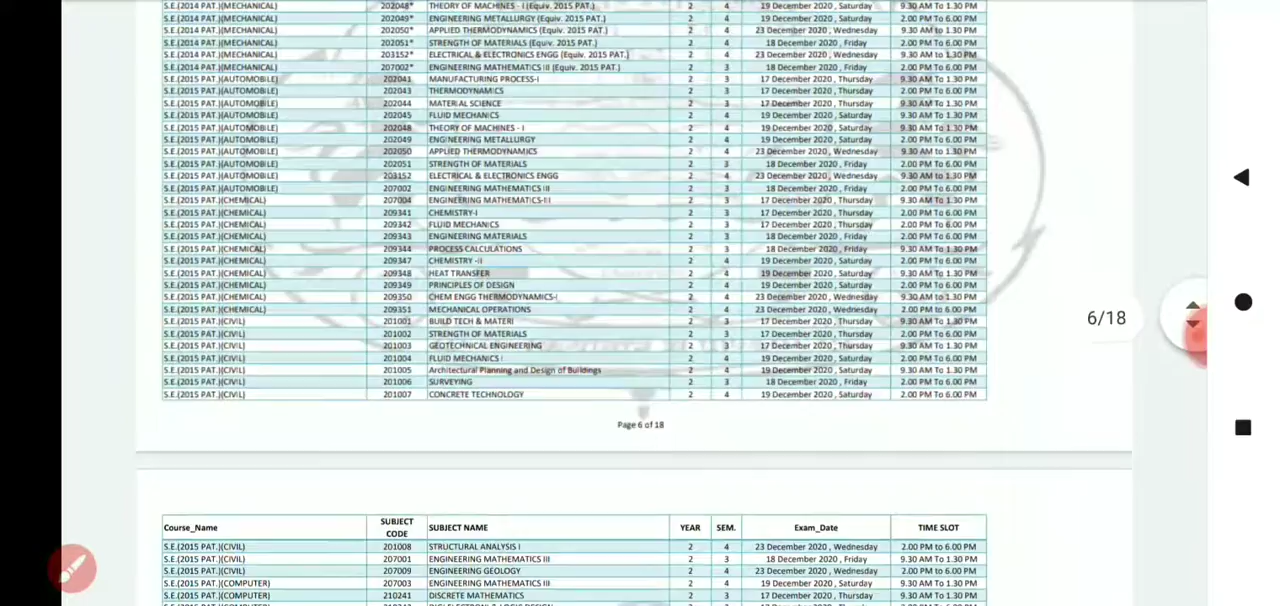 S.E.(2014 PAT.)(MECHANICAL) 202048* THEORY OF MACHINES - I (Equiv. 2015 PAT.) 2 4 19 December 2020 , Saturday 9.30 AM To 1.30 PM
S.E.(2014 PAT.)(MECHANICAL) 202049* ENGINEERING METALLURGY (Equiv. 2015 PAT.) 2 4 19 December 2020 , Saturday 2.00 PM To 6.00 PM
S.E.(2014 PAT.)(MECHANICAL) 202050* APPLIED THERMODYNAMICS (Equiv. 2015 PAT.) 2 4 23 December 2020 , Wednesday 9.30 AM to 1.30 PM
S.E.(2014 PAT.)(MECHANICAL) 202051* STRENGTH OF MATERIALS (Equiv. 2015 PAT.) 2 4 18 December 2020 , Friday 2.00 PM To 6.00 PM
S.E.(2014 PAT.)(MECHANICAL) 203152* ELECTRICAL & ELECTRONICS ENGG (Equiv. 2015 PAT.) 2 4 23 December 2020 , Wednesday 9.30 AM to 1.30 PM
S.E.(2014 PAT.)(MECHANICAL) 207002* ENGINEERING MATHEMATICS III (Equiv. 2015 PAT.) 2 3 18 December 2020 , Friday 2.00 PM To 6.00 PM
S.E.(2015 PAT.)(AUTOMOBILE) 202041 MANUFACTURING PROCESS-I 2 3 17 December 2020 , Thursday 9.30 AM To 1.30 PM
S.E.(2015 PAT.)(AUTOMOBILE) 202043 THERMODYNAMICS 2 3 17 December 2020 , Thursday 2.00 PM To 6.00 PM
S.E.(2015 PAT.)(AUTOMOBILE) 202044 MATERIAL SCIENCE 2 3 17 December 2020 , Thursday 9.30 AM To 1.30 PM
S.E.(2015 PAT.)(AUTOMOBILE) 202045 FLUID MECHANICS 2 4 19 December 2020 , Saturday 2.00 PM To 6.00 PM
S.E.(2015 PAT.)(AUTOMOBILE) 202048 THEORY OF MACHINES - I 2 4 19 December 2020 , Saturday 9.30 AM To 1.30 PM
S.E.(2015 PAT.)(AUTOMOBILE) 202049 ENGINEERING METALLURGY 2 4 19 December 2020 , Saturday 2.00 PM To 6.00 PM
S.E.(2015 PAT.)(AUTOMOBILE) 202050 APPLIED THERMODYNAMICS 2 4 23 December 2020 , Wednesday 9.30 AM to 1.30 PM
S.E.(2015 PAT.)(AUTOMOBILE) 202051 STRENGTH OF MATERIALS 2 3 18 December 2020 , Friday 2.00 PM To 6.00 PM
S.E.(2015 PAT.)(AUTOMOBILE) 203152 ELECTRICAL & ELECTRONICS ENGG 2 4 23 December 2020 , Wednesday 9.30 AM to 1.30 PM
S.E.(2015 PAT.)(AUTOMOBILE) 207002 ENGINEERING MATHEMATICS III 2 3 18 December 2020 , Friday 2.00 PM To 6.00 PM
S.E.(2015 PAT.)(CHEMICAL) 207004 ENGINEERING MATHEMATICS-III 2 3 17 December 2020 , Thursday 9.30 AM To 1.30 PM
S.E.(2015 PAT.)(CHEMICAL) 209341 CHEMISTRY-I 2 3 17 December 2020 , Thursday 2.00 PM To 6.00 PM
S.E.(2015 PAT.)(CHEMICAL) 209342 FLUID MECHANICS 2 3 17 December 2020 , Thursday 9.30 AM To 1.30 PM
S.E.(2015 PAT.)(CHEMICAL) 209343 ENGINEERING MATERIALS 2 3 18 December 2020 , Friday 2.00 PM To 6.00 PM
S.E.(2015 PAT.)(CHEMICAL) 209344 PROCESS CALCULATIONS 2 3 18 December 2020 , Friday 9.30 AM To 1:30 PM
S.E.(2015 PAT.)(CHEMICAL) 209347 CHEMISTRY -II 2 4 19 December 2020 , Saturday 2.00 PM To 6.00 PM
S.E.(2015 PAT.)(CHEMICAL) 209348 HEAT TRANSFER 2 4 19 December 2020 , Saturday 9.30 AM To 1.30 PM
S.E.(2015 PAT.)(CHEMICAL) 209349 PRINCIPLES OF DESIGN 2 4 19 December 2020 , Saturday 2.00 PM To 6.00 PM
S.E.(2015 PAT.)(CHEMICAL) 209350 CHEM ENGG THERMODYNAMICS-I 2 4 23 December 2020 , Wednesday 9.30 AM to 1.30 PM
S.E.(2015 PAT.)(CHEMICAL) 209351 MECHANICAL OPERATIONS 2 4 23 December 2020 , Wednesday 2.00 PM to 6.00 PM
S.E.(2015 PAT.)(CIVIL) 201001 BUILD TECH & MATERI 2 3 17 December 2020 , Thursday 9.30 AM To 1.30 PM
S.E.(2015 PAT.)(CIVIL) 201002 STRENGTH OF MATERIALS 2 3 17 December 2020 , Thursday 2.00 PM To 6.00 PM
S.E.(2015 PAT.)(CIVIL) 201003 GEOTECHNICAL ENGINEERING 2 3 17 December 2020 , Thursday 9.30 AM To 1.30 PM
S.E.(2015 PAT.)(CIVIL) 201004 FLUID MECHANICS I 2 4 19 December 2020 , Saturday 2.00 PM To 6.00 PM
S.E.(2015 PAT.)(CIVIL) 201005 Architectural Planning and Design of Buildings 2 4 19 December 2020 , Saturday 9.30 AM To 1.30 PM
S.E.(2015 PAT.)(CIVIL) 201006 SURVEYING 2 3 18 December 2020 , Friday 2.00 PM To 6.00 PM
S.E.(2015 PAT.)(CIVIL) 201007 CONCRETE TECHNOLOGY 2 4 19 December 2020 , Saturday 2.00 PM To 6.00 PM
6/18
Page 6 of 18
Course_Name SUBJECT CODE SUBJECT NAME YEAR SEM. Exam_Date TIME SLOT
S.E.(2015 PAT.)(CIVIL) 201008 STRUCTURAL ANALYSIS I 2 4 23 December 2020 , Wednesday 2.00 PM to 6.00 PM
S.E.(2015 PAT.)(CIVIL) 207001 ENGINEERING MATHEMATICS III 2 3 18 December 2020 , Friday 9.30 AM To 1.30 PM
S.E.(2015 PAT.)(CIVIL) 207009 ENGINEERING GEOLOGY 2 4 23 December 2020 , Wednesday 2.00 PM to 6.00 PM
S.E.(2015 PAT.)(COMPUTER) 207003 ENGINEERING MATHEMATICS III 2 4 19 December 2020 , Saturday 9.30 AM To 1.30 PM
S.E.(2015 PAT.)(COMPUTER) 210241 DISCRETE MATHEMATICS 2 3 17 December 2020 , Thursday 9.30 AM To 1.30 PM